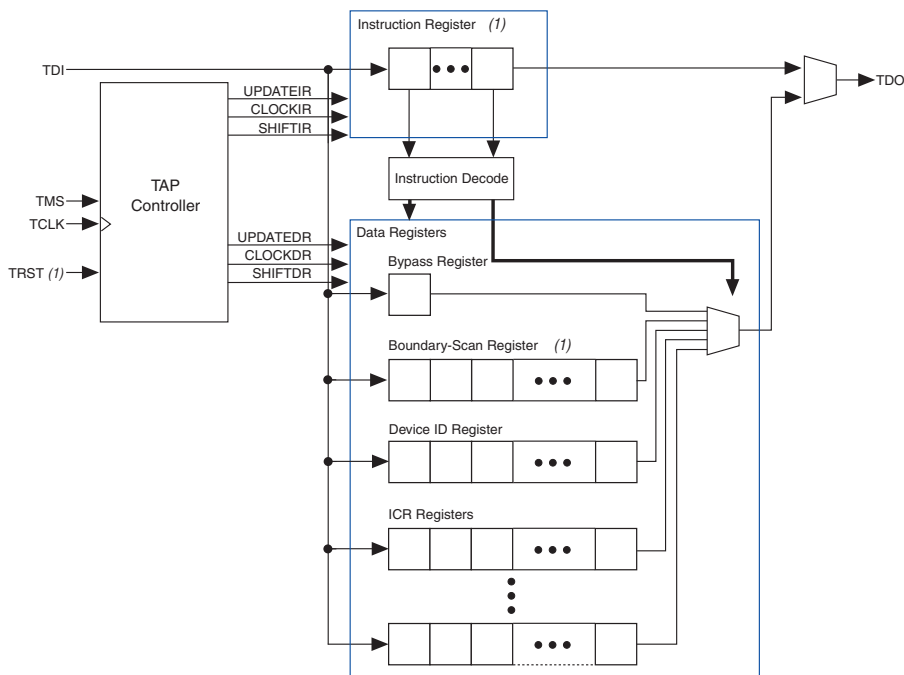 Instruction Register (1)
TDI
TDO
UPDATEIR
CLOCKIR
SHIFTIR
TAP
Controller
Instruction Decode
TMS
TCLK
TRST (1)
UPDATEDR
CLOCKDR
SHIFTDR
Data Registers
Bypass Register
Boundary-Scan Register (1)
Device ID Register
ICR Registers